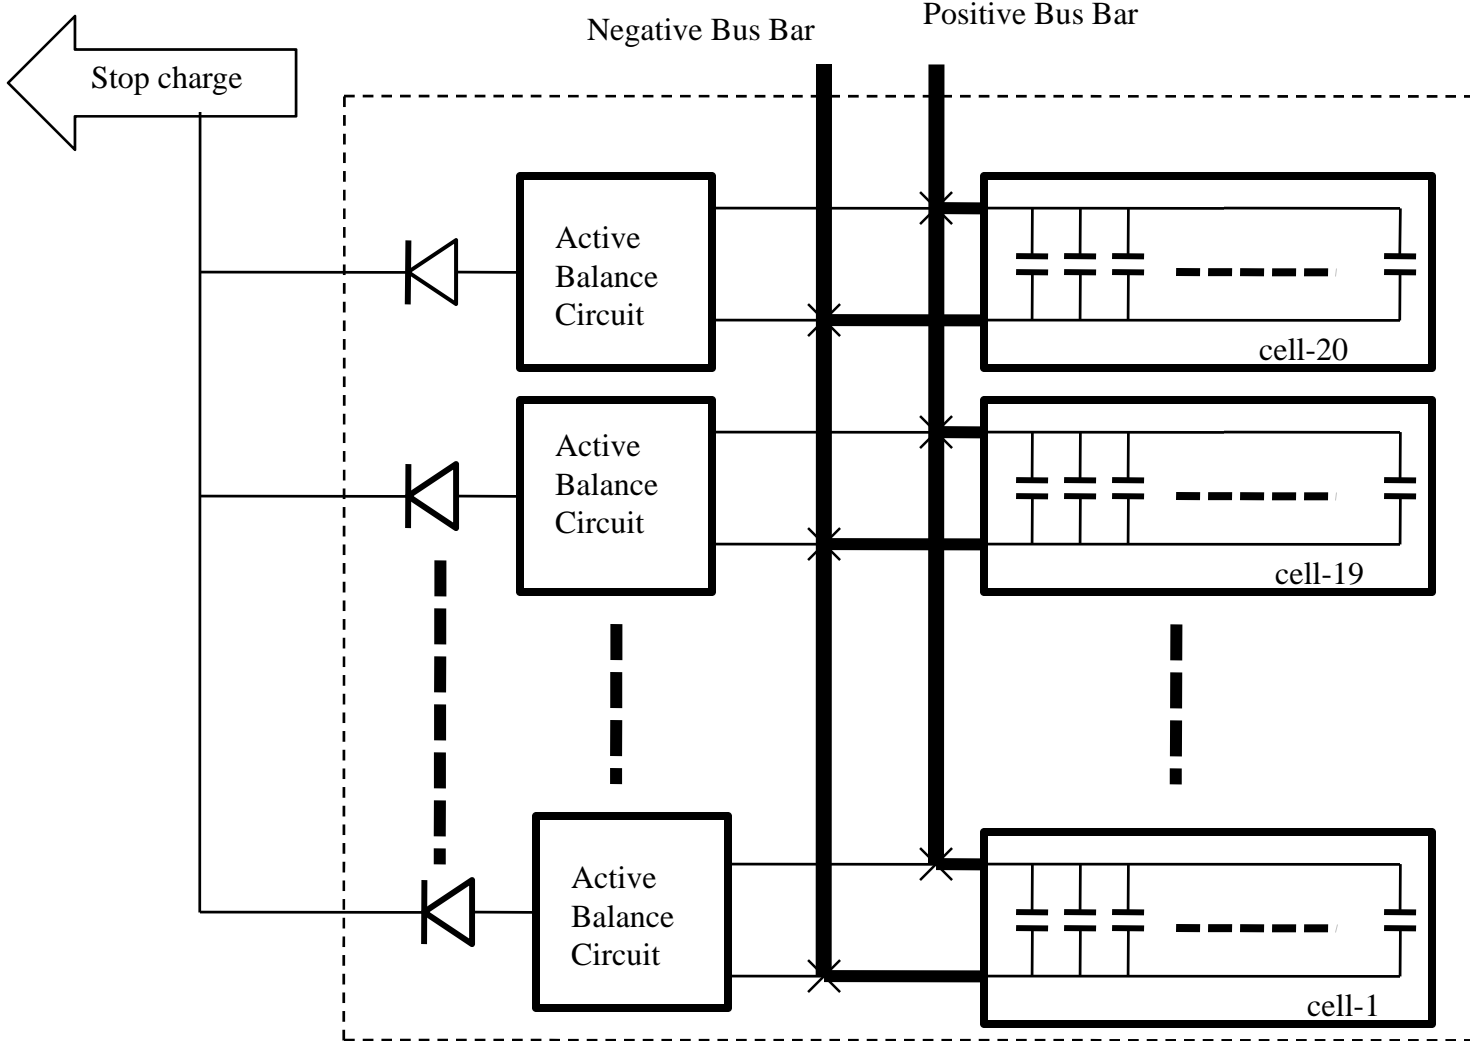 Positive Bus Bar
Negative Bus Bar
Stop charge
Active
Balance
Circuit
cell-20
Active
Balance
Circuit
cell-19
Active
Balance
Circuit
cell-1